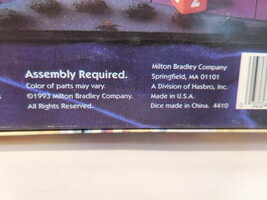 Assembly Required.
Color of parts may vary.
©1993 Milton Bradley Company.
All Rights Reserved.
Milton Bradley Company
Springfield, MA 01101
A Division of Hasbro, Inc.
Made in U.S.A.
Dice made in China. 4410